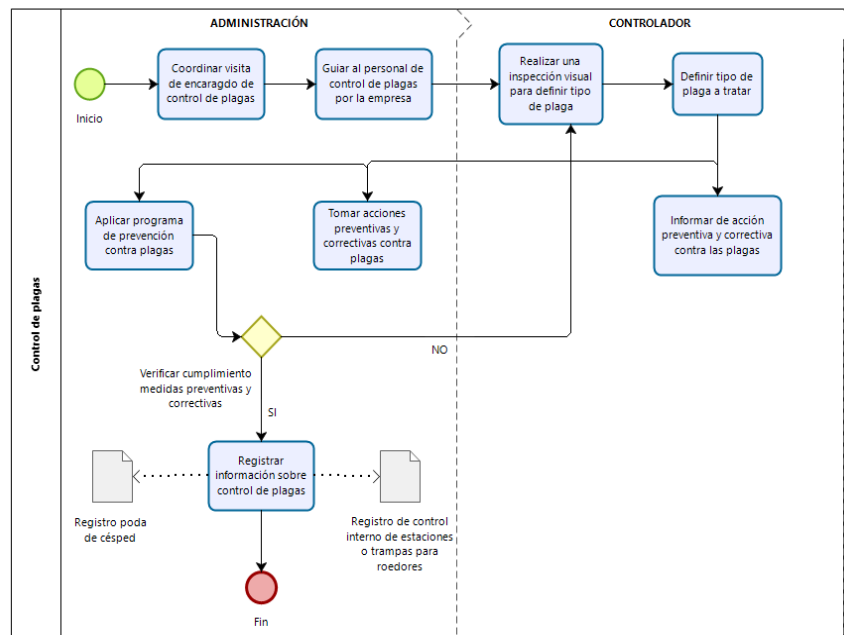 ADMINISTRACIÓN
CONTROLADOR
Control de plagas
Inicio
Coordinar visita
de encaragdo de
control de plagas
Guiar al personal de
control de plagas
por la empresa
Realizar una
inspección visual
para definir tipo
de plaga
Definir tipo de
plaga a tratar
Aplicar programa
de prevención
contra plagas
Tomar acciones
preventivas y
correctivas contra
plagas
Informar de acción
preventiva y correctiva
contra las plagas
NO
Verificar cumplimiento
medidas preventivas y
correctivas
SI
Registrar
información sobre
control de plagas
Registro poda
de césped
Registro de control
interno de estaciones
o trampas para
roedores
Fin